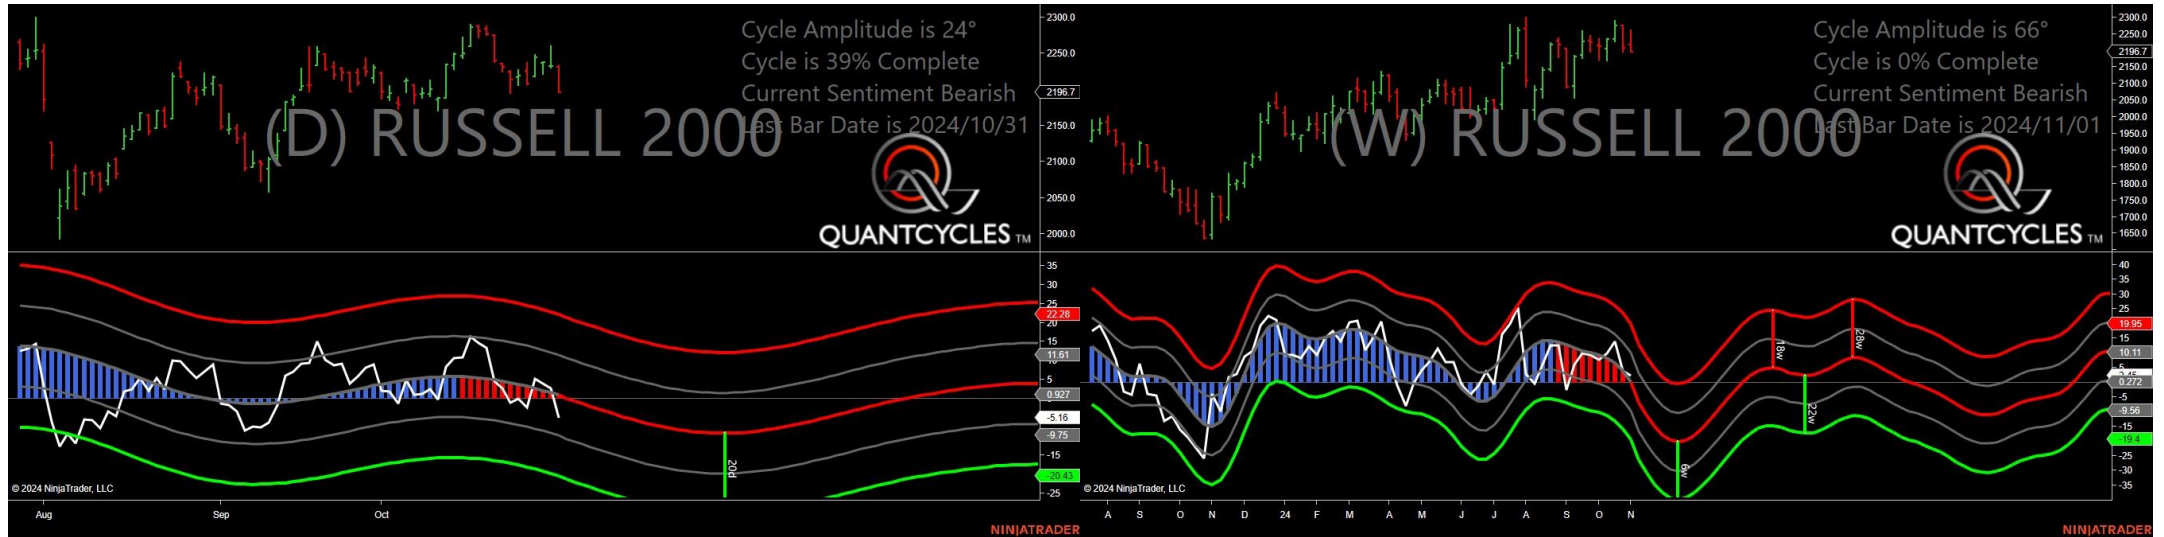 Cycle Amplitude is 24°
Cycle is 39% Complete
Current Sentiment Bearish
Last Bar Date is 2024/10/31
(D) RUSSELL 2000
QUANTCYCLES TM
2300.0
2250.0
2196.7
2150.0
2100.0
2050.0
2000.0
35
30
25
22.28
20
15
11.61
5
0.927
-5.16
-9.75
-15
-20.43
-25
20d
© 2024 NinjaTrader, LLC
Aug Sep Oct
NINJATRADER
Cycle Amplitude is 66°
Cycle is 0% Complete
Current Sentiment Bearish
Last Bar Date is 2024/11/01
(W) RUSSELL 2000
QUANTCYCLES TM
2300.0
2250.0
2196.7
2150.0
2100.0
2050.0
2000.0
1950.0
1900.0
1850.0
1800.0
1750.0
1700.0
1650.0
40
35
30
25
19.95
15
10.11
5
0.272
-5
-9.56
-15
-19.4
-25
-30
-35
6w
18w
22w
28w
© 2024 NinjaTrader, LLC
A S O N D 24 F M A M J J A S O N
NINJATRADER